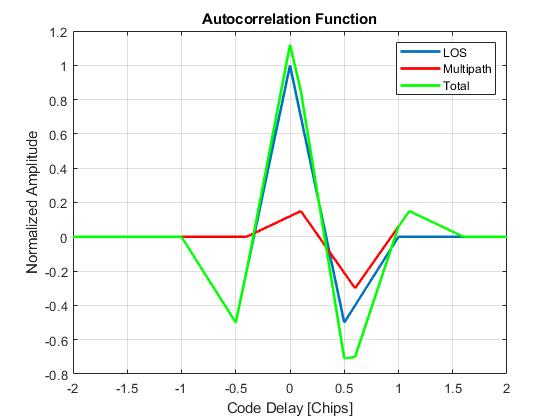 Autocorrelation Function
LOS
Multipath
Total
Normalized Amplitude
1.2
1
0.8
0.6
0.4
0.2
0
-0.2
-0.4
-0.6
-0.8
-2 -1.5 -1 -0.5 0 0.5 1 1.5 2
Code Delay [Chips]